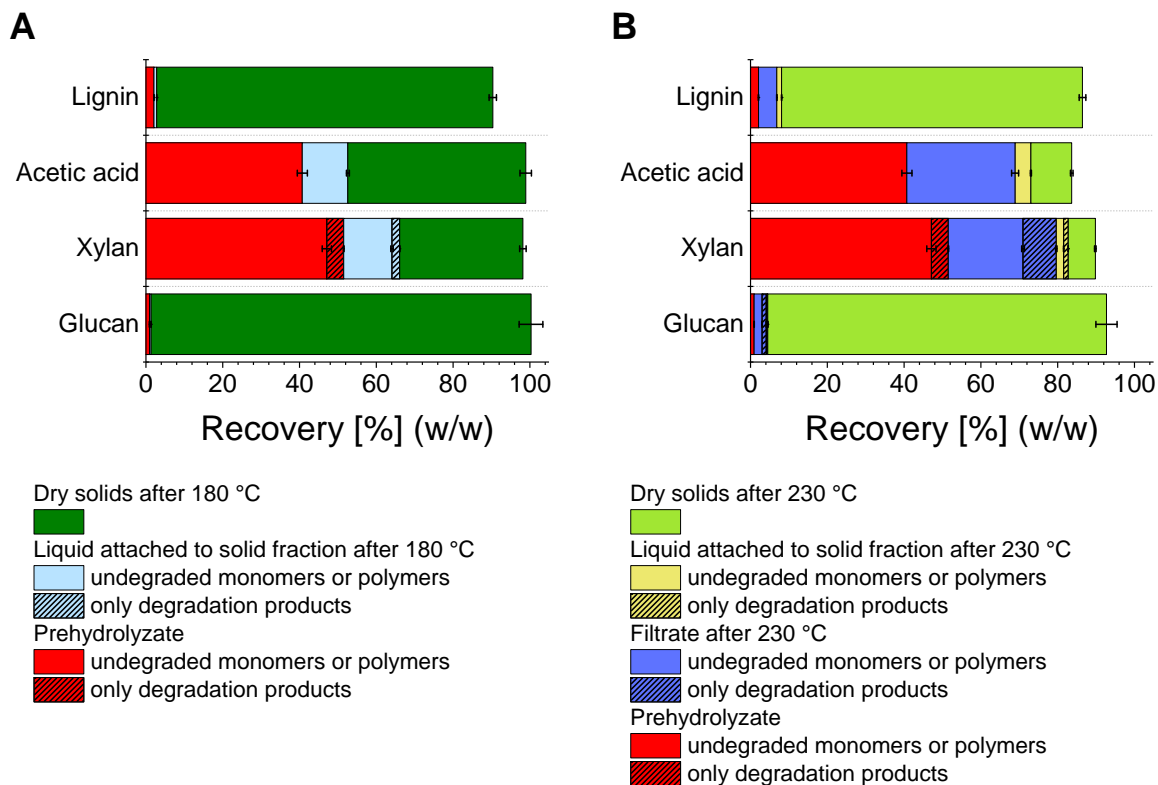 A
Lignin
Acetic acid
Xylan
Glucan
0 20 40 60 80 100
Recovery [%] (w/w)
Dry solids after 180 °C
Liquid attached to solid fraction after 180 °C
undegraded monomers or polymers
only degradation products
Prehydrolyzate
undegraded monomers or polymers
only degradation products
B
Lignin
Acetic acid
Xylan
Glucan
0 20 40 60 80 100
Recovery [%] (w/w)
Dry solids after 230 °C
Liquid attached to solid fraction after 230 °C
undegraded monomers or polymers
only degradation products
Filtrate after 230 °C
undegraded monomers or polymers
only degradation products
Prehydrolyzate
undegraded monomers or polymers
only degradation products